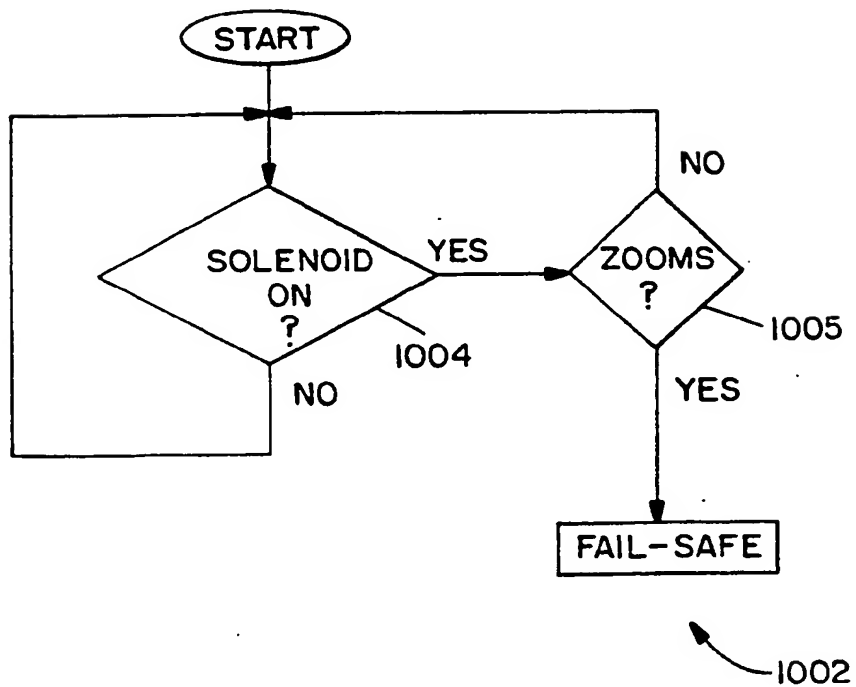 START
NO
SOLENOID
ON
?
YES
ZOOMS
?
1004
1005
NO
YES
FAIL-SAFE
1002